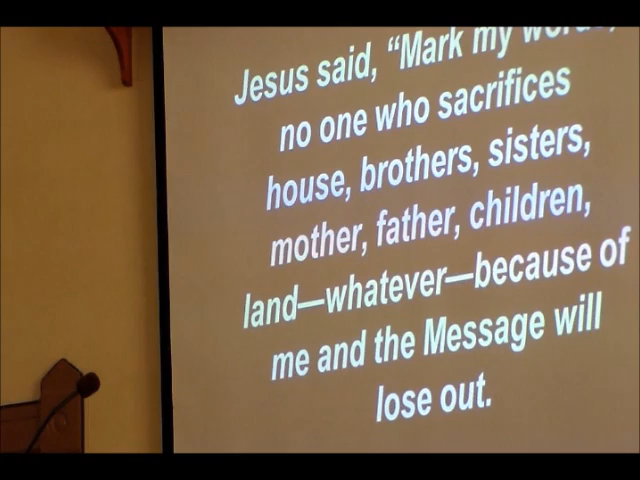 Jesus said, “Mark my words,
no one who sacrifices
house, brothers, sisters,
mother, father, children,
land—whatever—because of
me and the Message will
lose out.